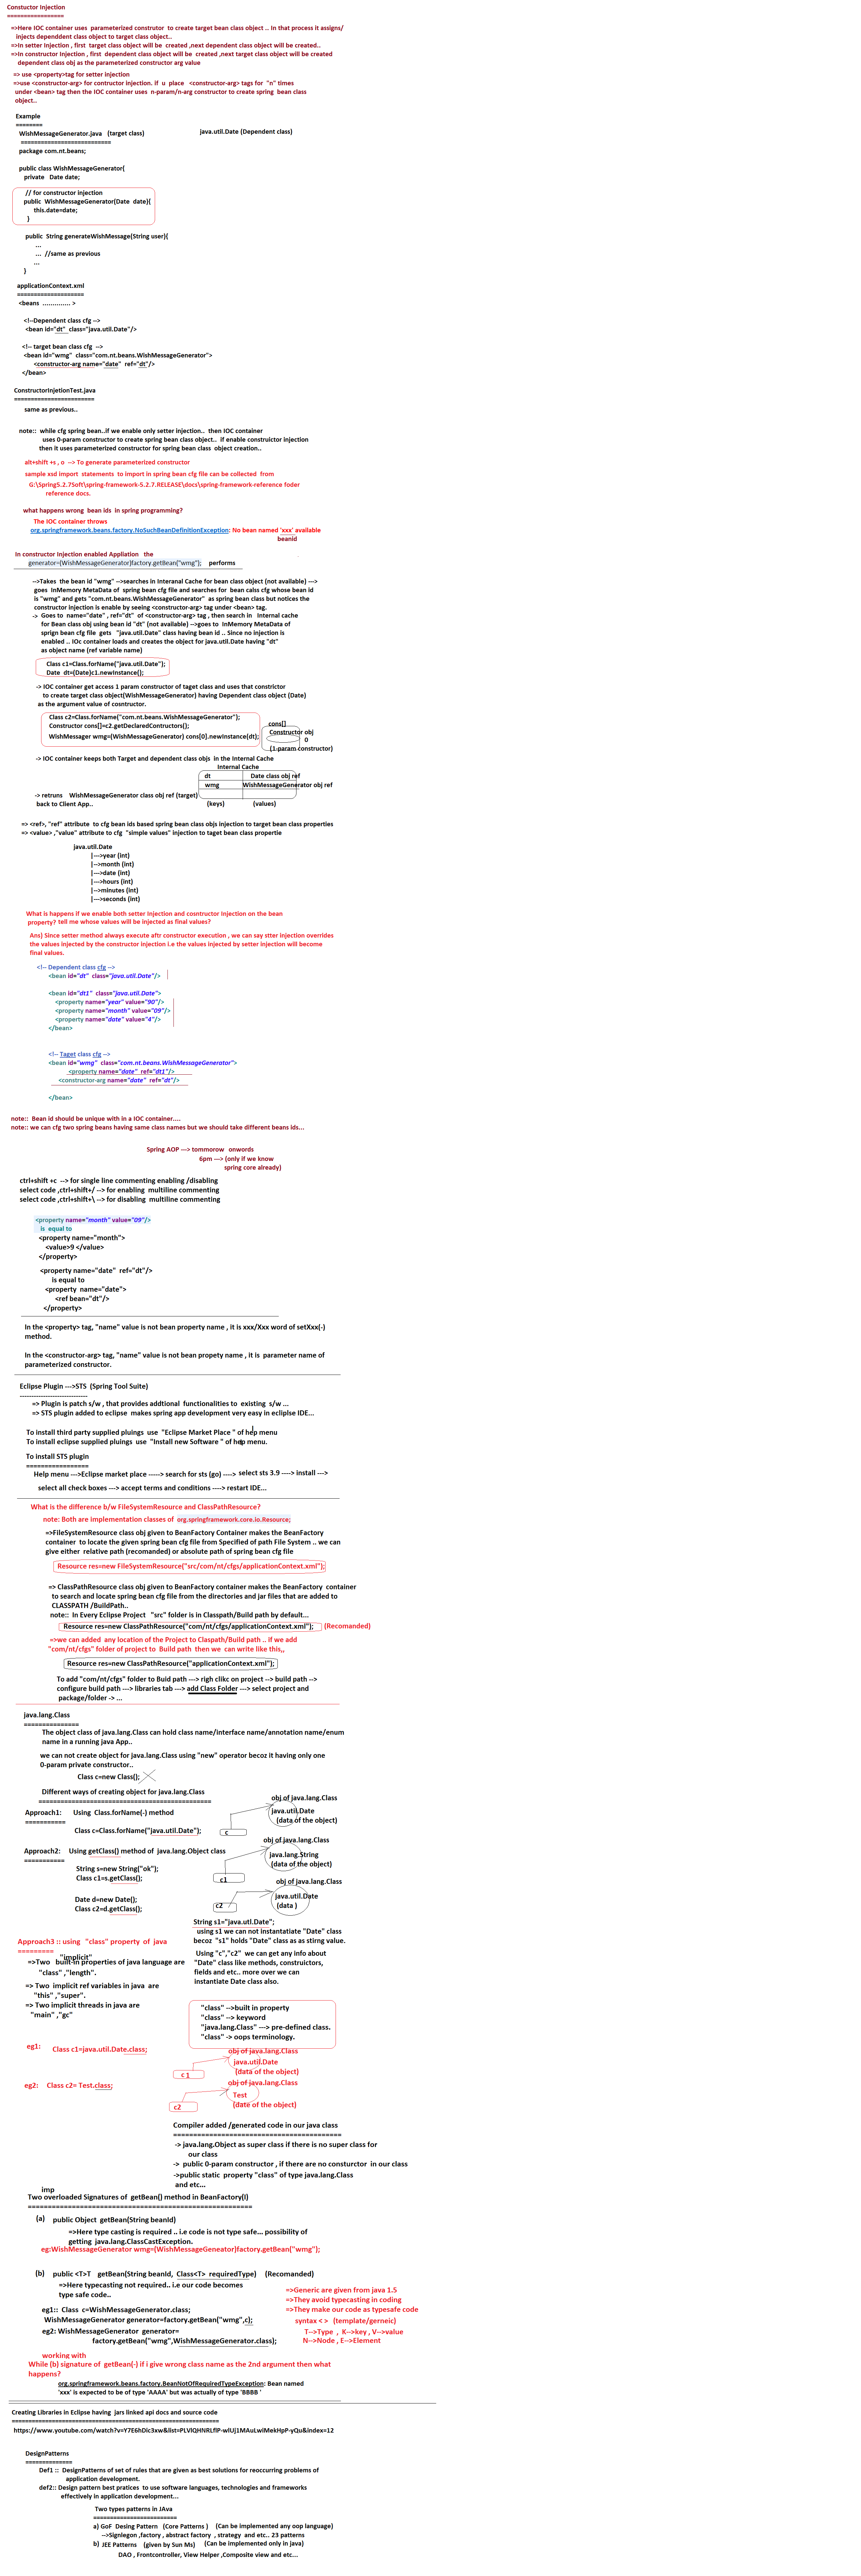 Constuctor Injection
=================
=>Here IOC container uses parameterized construtor to create target bean class object .. In that process it assigns/
injects dependdent class object to target class object..
=>In setter Injection , first target class object will be created ,next dependent class object will be created..
=>In constructor Injection , first dependent class object will be created ,next target class object will be created
dependent class obj as the parameterized constructor arg value
=> use <property>tag for setter injection
=>use <constructor-arg> for contructor injection. if u place <constructor-arg> tags for "n" times
under <bean> tag then the IOC container uses n-param/n-arg constructor to create spring bean class
object..
Example
========
WishMessageGenerator.java (target class) java.util.Date (Dependent class)
===========================
package com.nt.beans;
public class WishMessageGenerator{
private Date date;
// for constructor injection
public WishMessageGenerator(Date date){
this.date=date;
}
public String generateWishMessage(String user){
...
... //same as previous
...
}
applicationContext.xml
====================
<beans .............. >
<!--Dependent class cfg -->
<bean id="dt" class="java.util.Date"/>
<!-- target bean class cfg -->
<bean id="wmg" class="com.nt.beans.WishMessageGenerator">
<constructor-arg name="date" ref="dt"/>
</bean>
ConstructorInjetionTest.java
========================
same as previous..
note:: while cfg spring bean..if we enable only setter injection.. then IOC container
uses 0-param constructor to create spring bean class object.. if enable construictor injection
then it uses parameterized constructor for spring bean class object creation..
alt+shift +s , o --> To generate parameterized constructor
sample xsd import statements to import in spring bean cfg file can be collected from
G:\Spring5.2.7Soft\spring-framework-5.2.7.RELEASE\docs\spring-framework-reference foder
reference docs.
what happens wrong bean ids in spring programming?
The IOC container throws
org.springframework.beans.factory.NoSuchBeanDefinitionException: No bean named 'xxx' available
beanid
In constructor Injection enabled Appliation the
generator=(WishMessageGenerator)factory.getBean("wmg"); performs
-->Takes the bean id "wmg" -->searches in Interanal Cache for bean class object (not available) --->
goes InMemory MetaData of spring bean cfg file and searches for bean calss cfg whose bean id
is "wmg" and gets "com.nt.beans.WishMessageGenerator" as spring bean class but notices the
constructor injection is enable by seeing <constructor-arg> tag under <bean> tag.
-> Goes to name="date" , ref="dt" of <constructor-arg> tag , then search in Internal cache
for Bean class obj using bean id "dt" (not available) -->goes to InMemory MetaData of
sprign bean cfg file gets "java.util.Date" class having bean id .. Since no injection is
enabled .. IOc container loads and creates the object for java.util.Date having "dt"
as object name (ref variable name)
Class c1=Class.forName("java.util.Date");
Date dt=(Date)c1.newInstance();
-> IOC container get access 1 param constructor of taget class and uses that constrictor
to create target class object(WishMessageGenerator) having Dependent class object (Date)
as the argument value of cosntructor.
Class c2=Class.forName("com.nt.beans.WishMessageGenerator");
Constructor cons[]=c2.getDeclaredContructors();
WishMessager wmg=(WishMessageGenerator) cons[0].newInstance(dt);
cons[]
Constructor obj
0
(1-param constructor)
-> IOC container keeps both Target and dependent class objs in the Internal Cache
Internal Cache
dt Date class obj ref
wmg WishMessageGenerator obj ref
-> retruns WishMessageGenerator class obj ref (target)
back to Client App.. (keys) (values)
=> <ref>, "ref" attribute to cfg bean ids based spring bean class objs injection to target bean class properties
=> <value> ,"value" attribute to cfg "simple values" injection to taget bean class propertie
java.util.Date
|--->year (int)
|-->month (int)
|--->date (int)
|--->hours (int)
|-->minutes (int)
|--->seconds (int)
What is happens if we enable both setter Injection and cosntructor Injection on the bean
property? tell me whose values will be injected as final values?
Ans) Since setter method always execute aftr constructor execution , we can say stter injection overrides
the values injected by the constructor injection i.e the values injected by setter injection will become
final values.
<!-- Dependent class cfg -->
<bean id="dt" class="java.util.Date"/>
<bean id="dt1" class="java.util.Date">
<property name="year" value="90"/>
<property name="month" value="09"/>
<property name="date" value="4"/>
</bean>
<!-- Taget class cfg -->
<bean id="wmg" class="com.nt.beans.WishMessageGenerator">
<property name="date" ref="dt1"/>
<constructor-arg name="date" ref="dt"/>
</bean>
note:: Bean id should be unique with in a IOC container....
note:: we can cfg two spring beans having same class names but we should take different beans ids...
Spring AOP ---> tommorow onwords
6pm ---> (only if we know
spring core already)
ctrl+shift +c --> for single line commenting enabling /disabling
select code ,ctrl+shift+/ --> for enabling multiline commenting
select code ,ctrl+shift+\ --> for disabling multiline commenting
<property name="month" value="09"/>
is equal to
<property name="month">
<value>9 </value>
</property>
<property name="date" ref="dt"/>
is equal to
<property name="date">
<ref bean="dt"/>
</property>
In the <property> tag, "name" value is not bean property name , it is xxx/Xxx word of setXxx(-)
method.
In the <constructor-arg> tag, "name" value is not bean propety name , it is parameter name of
parameterized constructor.
Eclipse Plugin --->STS (Spring Tool Suite)
----------------------------
=> Plugin is patch s/w , that provides addtional functionalities to existing s/w ...
=> STS plugin added to eclipse makes spring app development very easy in ecliplse IDE...
To install third party supplied pluings use "Eclipse Market Place " of help menu
To install eclipse supplied pluings use "Install new Software " of help menu.
To install STS plugin
=================
Help menu --->Eclipse market place -----> search for sts (go) ----> select sts 3.9 ----> install --->
select all check boxes ---> accept terms and conditions ----> restart IDE...
What is the difference b/w FileSystemResource and ClassPathResource?
note: Both are implementation classes of org.springframework.core.io.Resource;
=>FileSystemResource class obj given to BeanFactory Container makes the BeanFactory
container to locate the given spring bean cfg file from Specified of path File System .. we can
give either relative path (recomanded) or absolute path of spring bean cfg file
Resource res=new FileSystemResource("src/com/nt/cfgs/applicationContext.xml");
=> ClassPathResource class obj given to BeanFactory container makes the BeanFactory container
to search and locate spring bean cfg file from the directories and jar files that are added to
CLASSPATH /BuildPath..
note:: In Every Eclipse Project "src" folder is in Classpath/Build path by default...
Resource res=new ClassPathResource("com/nt/cfgs/applicationContext.xml"); (Recomanded)
=>we can added any location of the Project to Claspath/Build path .. if we add
"com/nt/cfgs" folder of project to Build path then we can write like this,,
Resource res=new ClassPathResource("applicationContext.xml");
To add "com/nt/cfgs" folder to Buid path ---> righ clikc on project --> build path -->
configure build path ---> libraries tab ---> add Class Folder ---> select project and
package/folder -> ...
java.lang.Class
===============
The object class of java.lang.Class can hold class name/interface name/annotation name/enum
name in a running java App..
we can not create object for java.lang.Class using "new" operator becoz it having only one
0-param private constructor..
Class c=new Class();
Different ways of creating object for java.lang.Class
===============================================
Approach1: Using Class.forName(-) method
===========
Class c=Class.forName("java.util.Date");
c
obj of java.lang.Class
java.util.Date
(data of the object)
Approach2: Using getClass() method of java.lang.Object class
===========
String s=new String("ok");
Class c1=s.getClass();
c1
obj of java.lang.Class
java.lang.String
(data of the object)
Date d=new Date();
Class c2=d.getClass();
c2
obj of java.lang.Class
java.util.Date
(data )
String s1="java.utl.Date";
using s1 we can not instantiate "Date" class
becoz "s1" holds "Date" class as as stirng value.
Using "c","c2" we can get any info about
"Date" class like methods, construictors,
fields and etc.. more over we can
instantiate Date class also.
Approach3 :: using "class" property of java
=========
"implicit"
=>Two built-in properties of java language are
"class" ,"length".
=> Two implicit ref variables in java are
"this" ,"super".
=> Two implicit threads in java are
"main" ,"gc"
"class" -->built in property
"class" --> keyword
"java.lang.Class" ---> pre-defined class.
"class" -> oops terminology.
eg1: Class c1=java.util.Date.class;
c 1
obj of java.lang.Class
java.util.Date
(data of the object)
eg2: Class c2= Test.class;
c2
obj of java.lang.Class
Test
(date of the object)
Compiler added /generated code in our java class
==========================================
-> java.lang.Object as super class if there is no super class for
our class
-> public 0-param constructor , if there are no consturctor in our class
->public static property "class" of type java.lang.Class
and etc...
imp
Two overloaded Signatures of getBean() method in BeanFactory(I)
=======================================================
(a) public Object getBean(String beanId)
=>Here type casting is required .. i.e code is not type safe... possibility of
getting java.lang.ClassCastException.
eg:WishMessageGenerator wmg=(WishMessageGeneator)factory.getBean("wmg");
(b) public <T>T getBean(String beanId, Class<T> requiredType) (Recomanded)
=>Here typecasting not required.. i.e our code becomes
type safe code..
=>Generic are given from java 1.5
=>They avoid typecasting in coding
=>They make our code as typesafe code
syntax < > (template/gerneic)
T-->Type , K-->key , V-->value
N-->Node , E-->Element
eg1:: Class c=WishMessageGenerator.class;
WishMessageGenerator generator=factory.getBean("wmg",c);
eg2: WishMessageGenerator generator=
factory.getBean("wmg",WishMessageGenerator.class);
working with
While (b) signature of getBean(-) if i give wrong class name as the 2nd argument then what
happens?
org.springframework.beans.factory.BeanNotOfRequiredTypeException: Bean named
'xxx' is expected to be of type 'AAAA' but was actually of type 'BBBB '
Creating Libraries in Eclipse having jars linked api docs and source code
==============================================================
https://www.youtube.com/watch?v=Y7E6hDic3xw&list=PLVlQHNRLflP-wlUj1MAuLwiMekHpP-yQu&index=12
DesignPatterns
==============
Def1 :: DesignPatterns of set of rules that are given as best solutions for reoccurring problems of
application development.
def2:: Design pattern best pratices to use software languages, technologies and frameworks
effectively in application development...
Two types patterns in JAva
=========================
a) GoF Desing Pattern (Core Patterns ) (Can be implemented any oop language)
-->Signlegon ,factory , abstract factory , strategy and etc.. 23 patterns
b) JEE Patterns (given by Sun Ms) (Can be implemented only in java)
DAO , Frontcontroller, View Helper ,Composite view and etc...